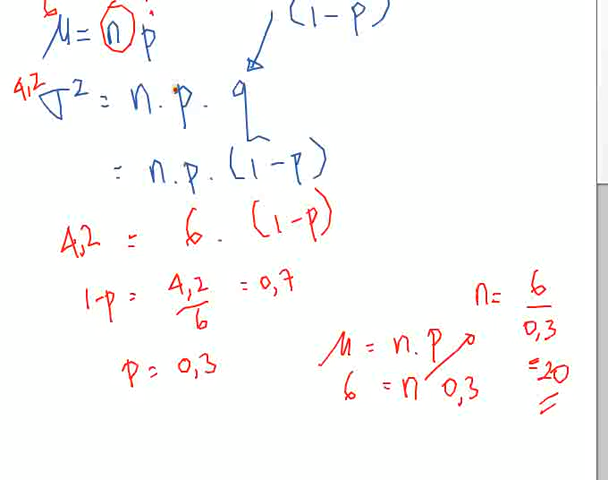 6
μ = n p
(1-p)
4,2 σ² = n . p . q
= n.p. (1-p)
4,2 = 6 . (1-p)
1-p = 4,2/6 = 0,7
p = 0,3
μ = n.p
6 = n 0,3
n = 6/0,3
= 20